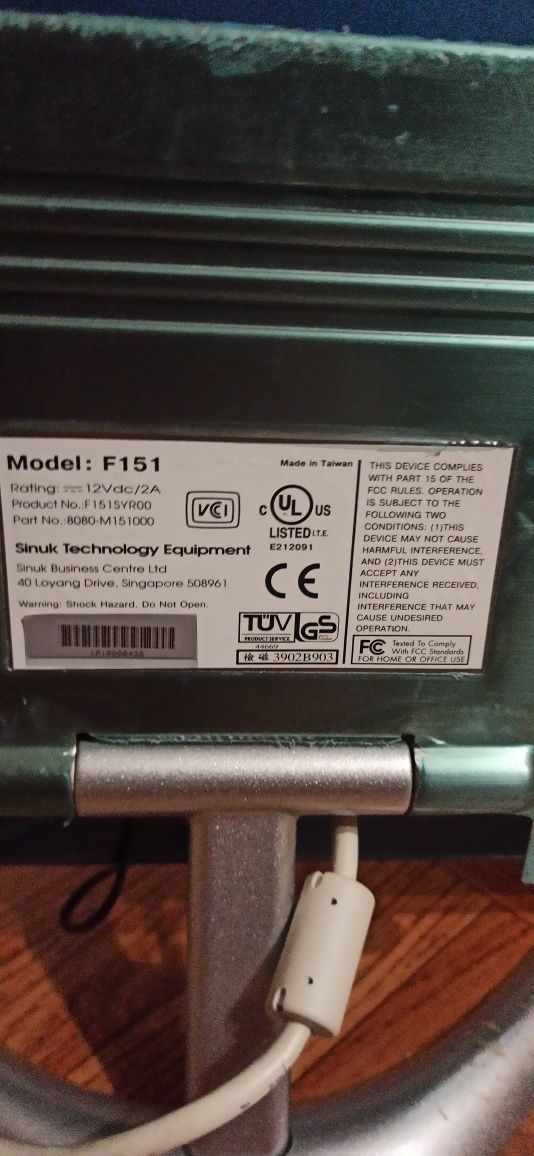 Model: F151
Made in Taiwan
Rating: ⎓ 12Vdc/2A
Product No.:F151SYR00
Part No.:8080-M151000
VCI
C UL US
LISTED I.T.E.
E212091
Sinuk Technology Equipment
Sinuk Business Centre Ltd
40 Loyang Drive, Singapore 508961
CE
Warning: Shock Hazard. Do Not Open.
TÜV
PRODUCT SERVICE
GS
44669
檢 磁 3902B903
THIS DEVICE COMPLIES
WITH PART 15 OF THE
FCC RULES. OPERATION
IS SUBJECT TO THE
FOLLOWING TWO
CONDITIONS: (1)THIS
DEVICE MAY NOT CAUSE
HARMFUL INTERFERENCE,
AND (2)THIS DEVICE MUST
ACCEPT ANY
INTERFERENCE RECEIVED,
INCLUDING
INTERFERENCE THAT MAY
CAUSE UNDESIRED
OPERATION.
FC Tested To Comply
With FCC Standards
FOR HOME OR OFFICE USE